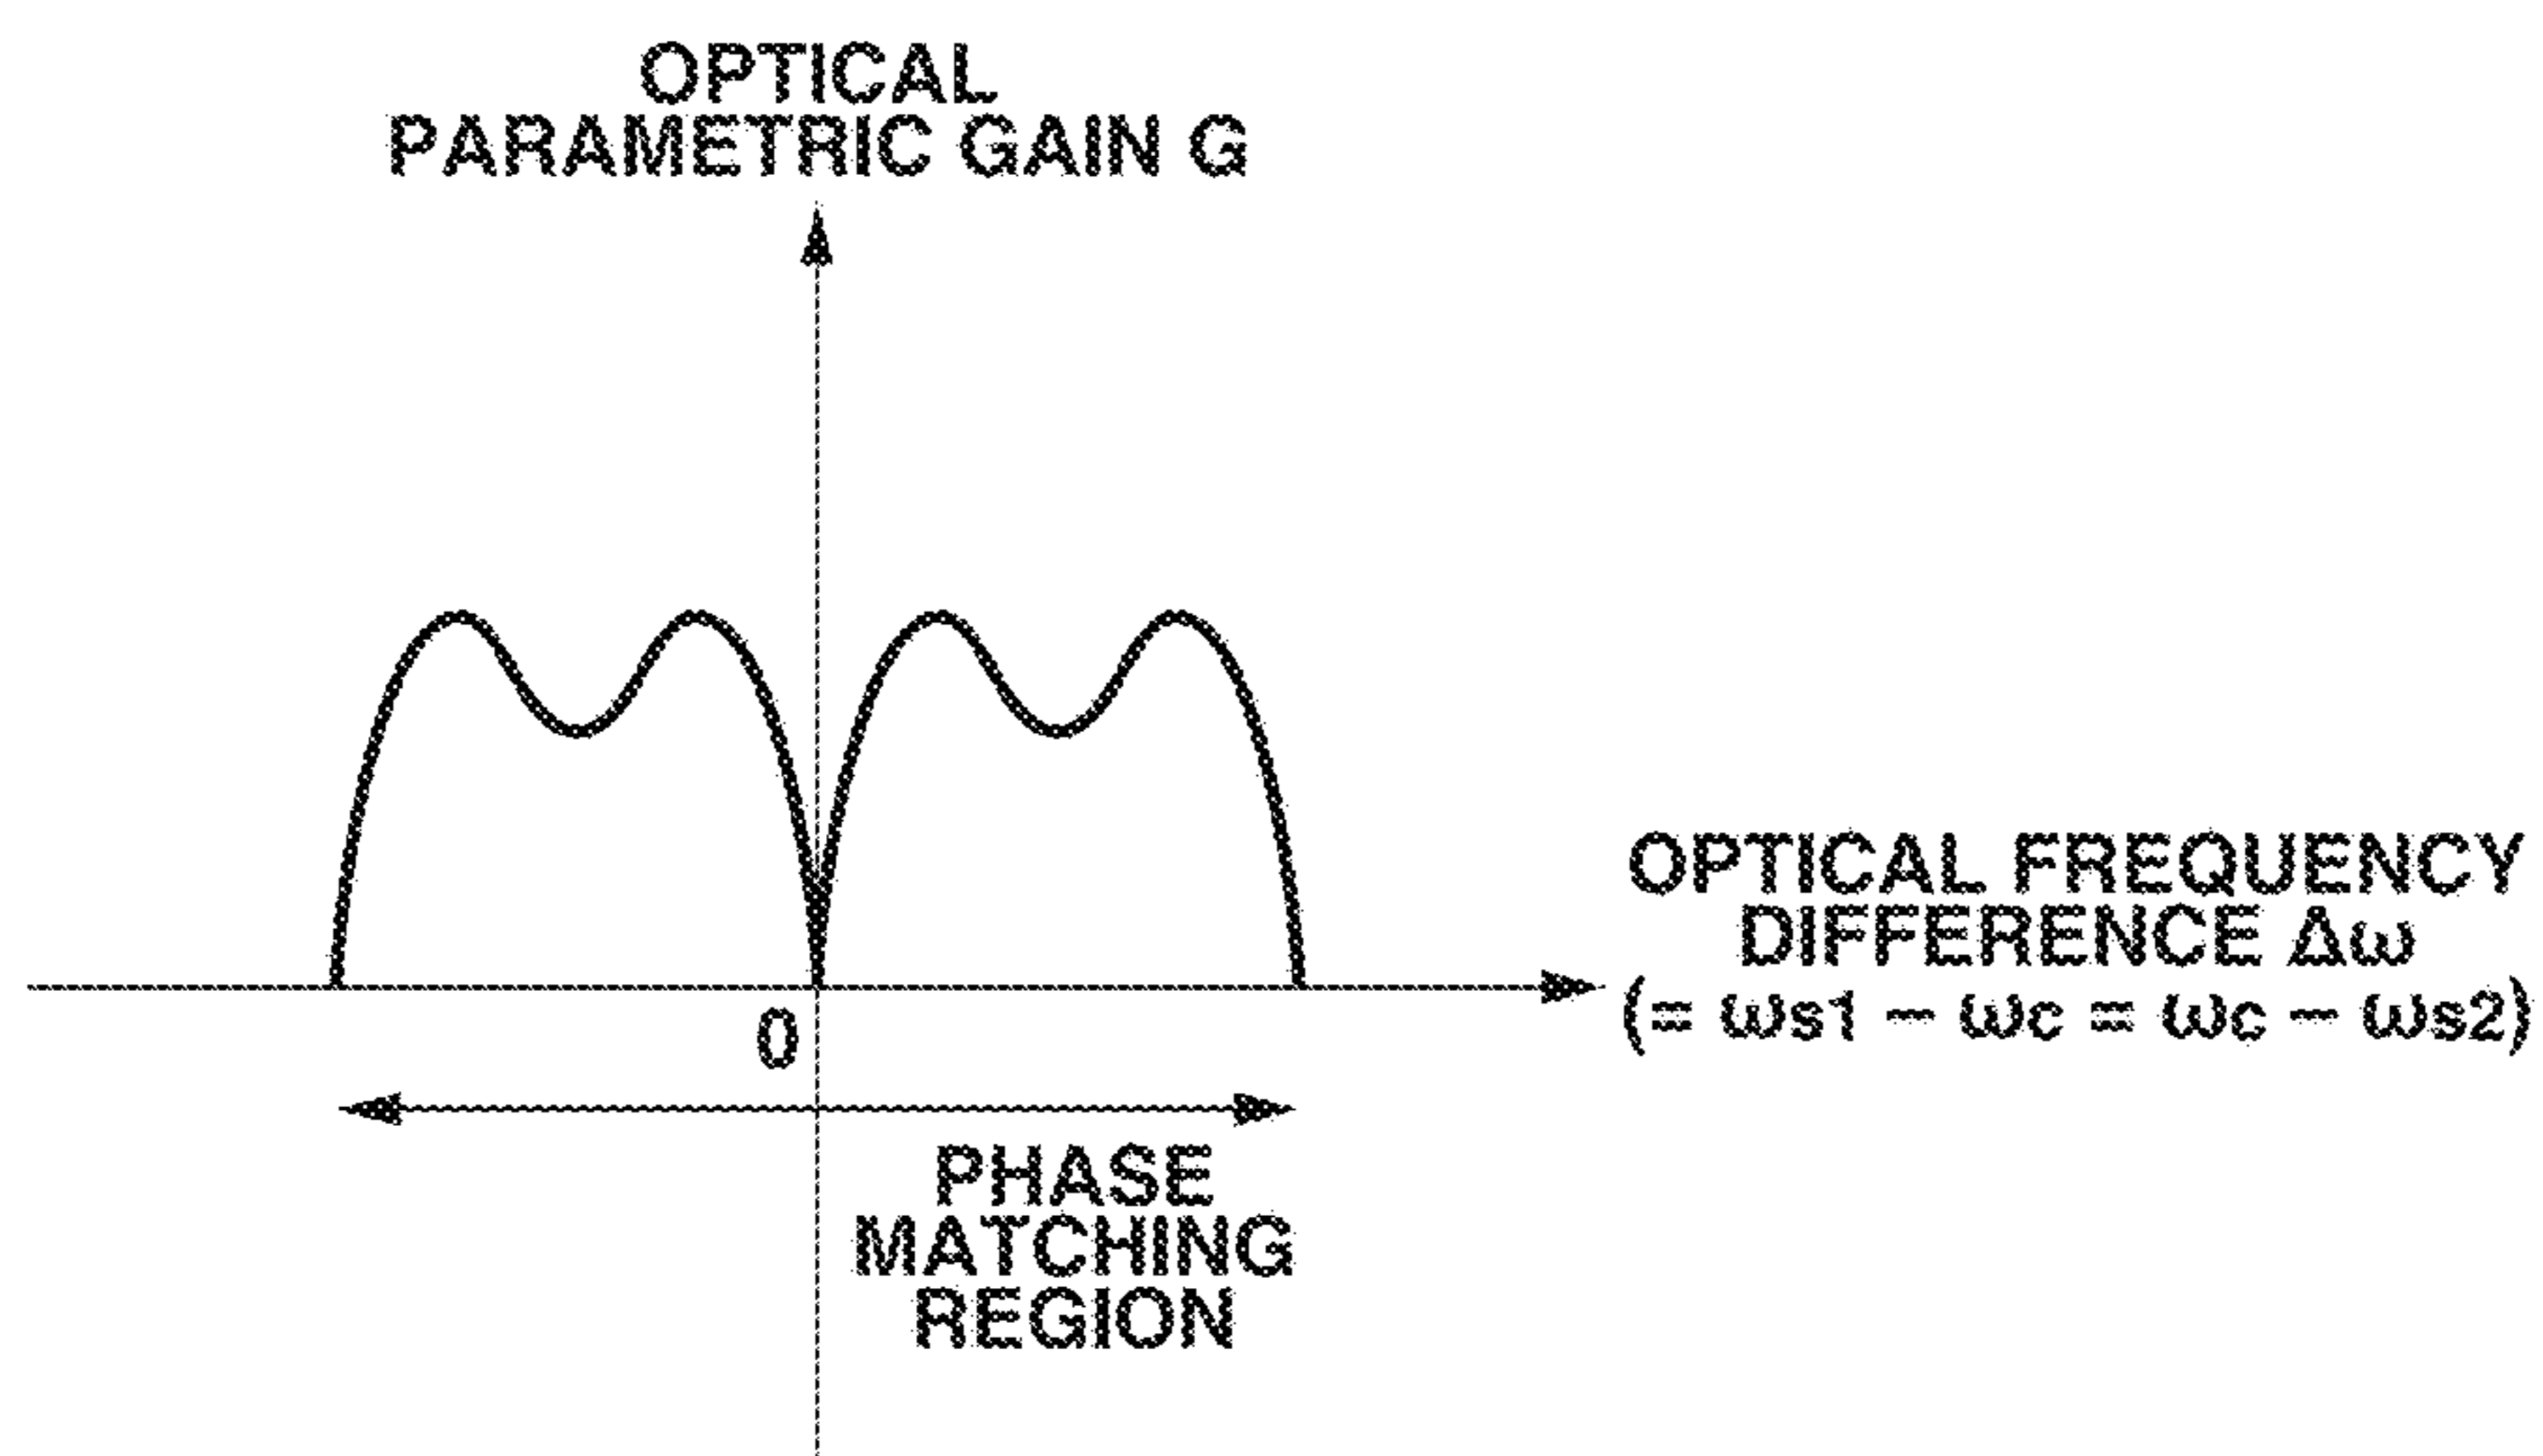 OPTICAL
PARAMETRIC GAIN G
OPTICAL FREQUENCY
DIFFERENCE Δω
(= ωs1 − ωc = ωc − ωs2)
0
PHASE
MATCHING
REGION